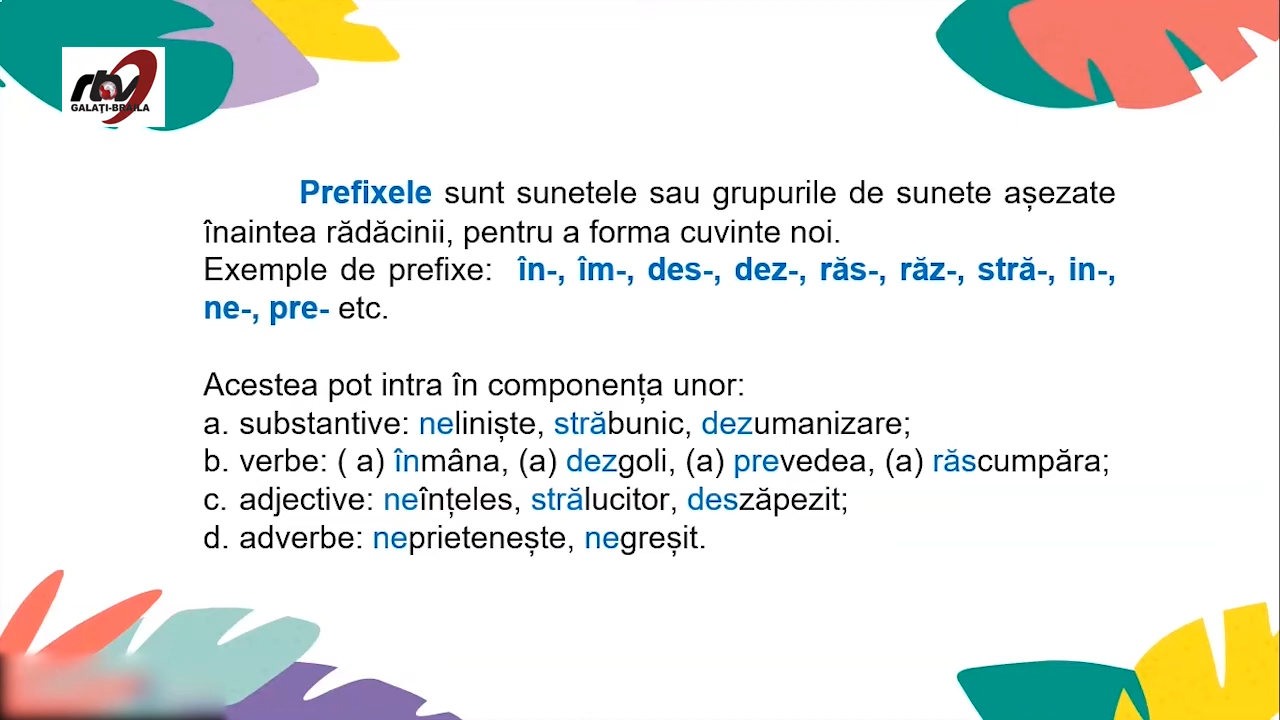 rtv
GALAȚI-BRĂILA
Prefixele sunt sunetele sau grupurile de sunete așezate
înaintea rădăcinii, pentru a forma cuvinte noi.
Exemple de prefixe: în-, îm-, des-, dez-, răs-, răz-, stră-, in-,
ne-, pre- etc.
Acestea pot intra în componența unor:
a. substantive: neliniște, străbunic, dezumanizare;
b. verbe: ( a) înmâna, (a) dezgoli, (a) prevedea, (a) răscumpăra;
c. adjective: neînțeles, strălucitor, deszăpezit;
d. adverbe: neprietenește, negreșit.